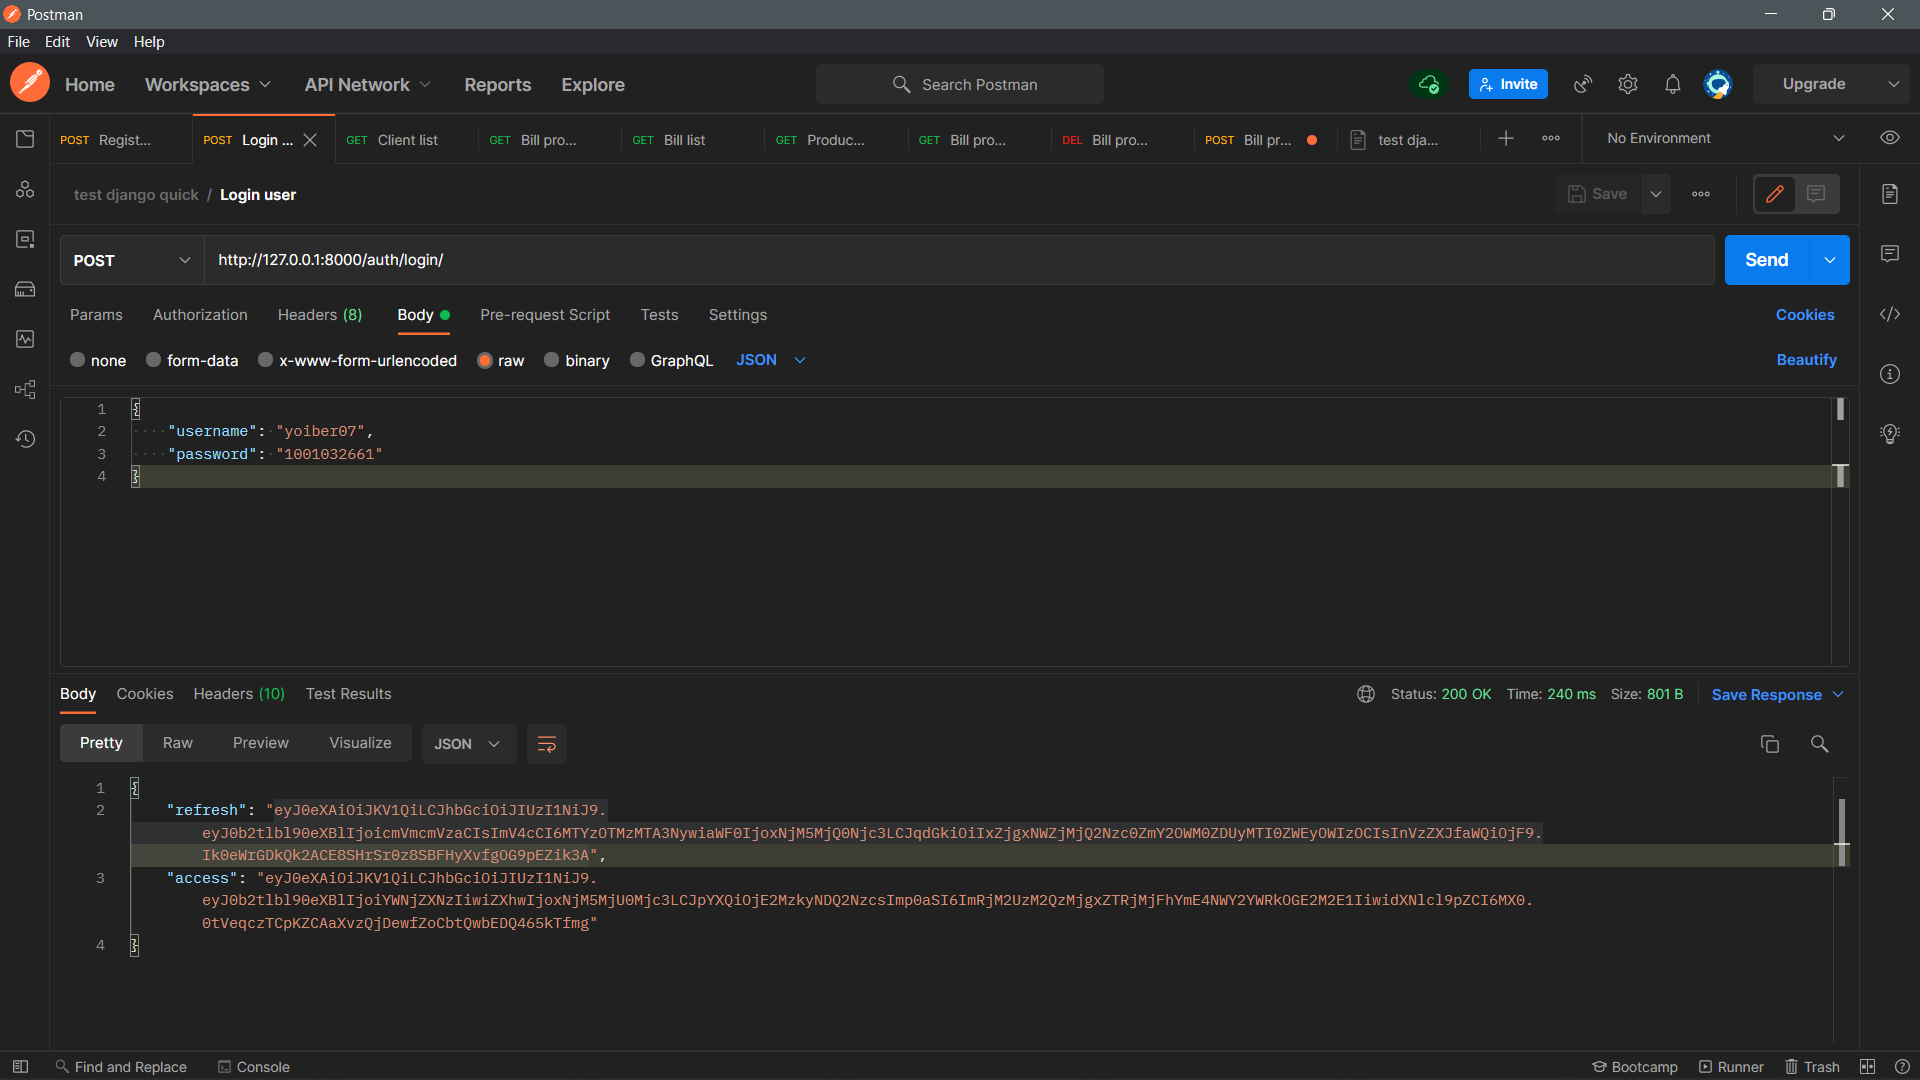 Postman
File Edit View Help
Home Workspaces API Network Reports Explore Search Postman Invite Upgrade
POST Regist... POST Login ... GET Client list GET Bill pro... GET Bill list GET Produc... GET Bill pro... DEL Bill pro... POST Bill pr... test dja... No Environment
test django quick / Login user Save
POST http://127.0.0.1:8000/auth/login/ Send
Params Authorization Headers (8) Body Pre-request Script Tests Settings Cookies
none form-data x-www-form-urlencoded raw binary GraphQL JSON Beautify
1 {
2 "username": "yoiber07",
3 "password": "1001032661"
4 }
Body Cookies Headers (10) Test Results Status: 200 OK Time: 240 ms Size: 801 B Save Response
Pretty Raw Preview Visualize JSON
1 {
2 "refresh": "eyJ0eXAiOiJKV1QiLCJhbGciOiJIUzI1NiJ9.
eyJ0b2tlbl90eXBlIjoicmVmcmVzaCIsImV4cCI6MTYzOTMzMTA3NywiaWF0IjoxNjM5MjQ0Njc3LCJqdGkiOiIxZjgxNWZjMjQ2Nzc0ZmY2OWM0ZDUyMTI0ZWEyOWIzOCIsInVzZXJfaWQiOjF9.
Ik0eWrGDkQk2ACE8SHrSr0z8SBFHyXvfgOG9pEZik3A",
3 "access": "eyJ0eXAiOiJKV1QiLCJhbGciOiJIUzI1NiJ9.
eyJ0b2tlbl90eXBlIjoiYWNjZXNzIiwiZXhwIjoxNjM5MjU0Mjc3LCJpYXQiOjE2MzkyNDQ2NzcsImp0aSI6ImRjM2UzM2QzMjgxZTRjMjFhYmE4NWY2YWRkOGE2M2E1IiwidXNlcl9pZCI6MX0.
0tVeqczTCpKZCAaXvzQjDewfZoCbtQwbEDQ465kTfmg"
4 }
Find and Replace Console Bootcamp Runner Trash